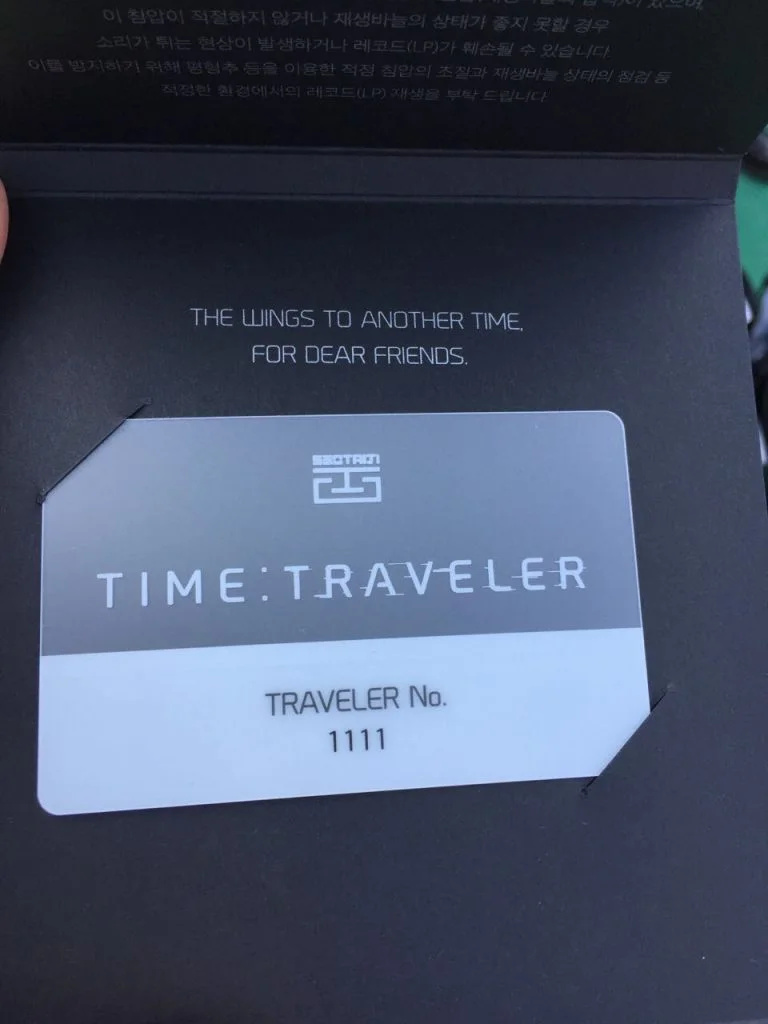 이 침압이 적절하지 않거나 재생바늘의 상태가 좋지 못할 경우
소리가 튀는 현상이 발생하거나 레코드(LP)가 훼손될 수 있습니다
이를 방지하기 위해 평형추 등을 이용한 적정 침압의 조절과 재생바늘 상태의 점검 등
적정한 환경에서의 레코드(LP) 재생을 부탁 드립니다
THE WINGS TO ANOTHER TIME,
FOR DEAR FRIENDS.
SEOTAIJI
TIME:TRAVELER
TRAVELER No.
1111